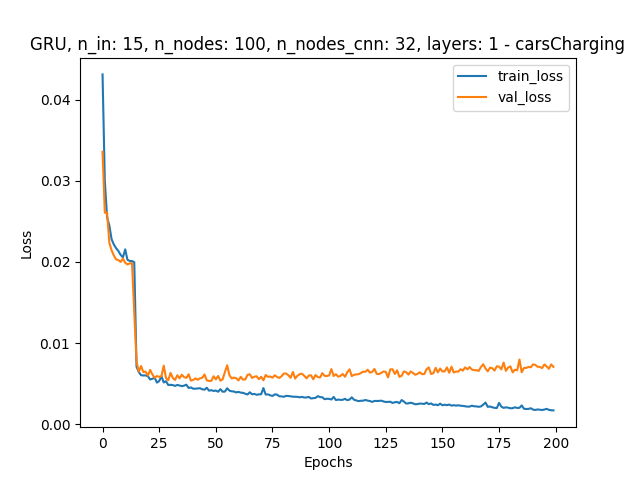 GRU, n_in: 15, n_nodes: 100, n_nodes_cnn: 32, layers: 1 - carsCharging
train_loss
val_loss
0.04
0.03
0.02
0.01
0.00
Loss
0 25 50 75 100 125 150 175 200
Epochs